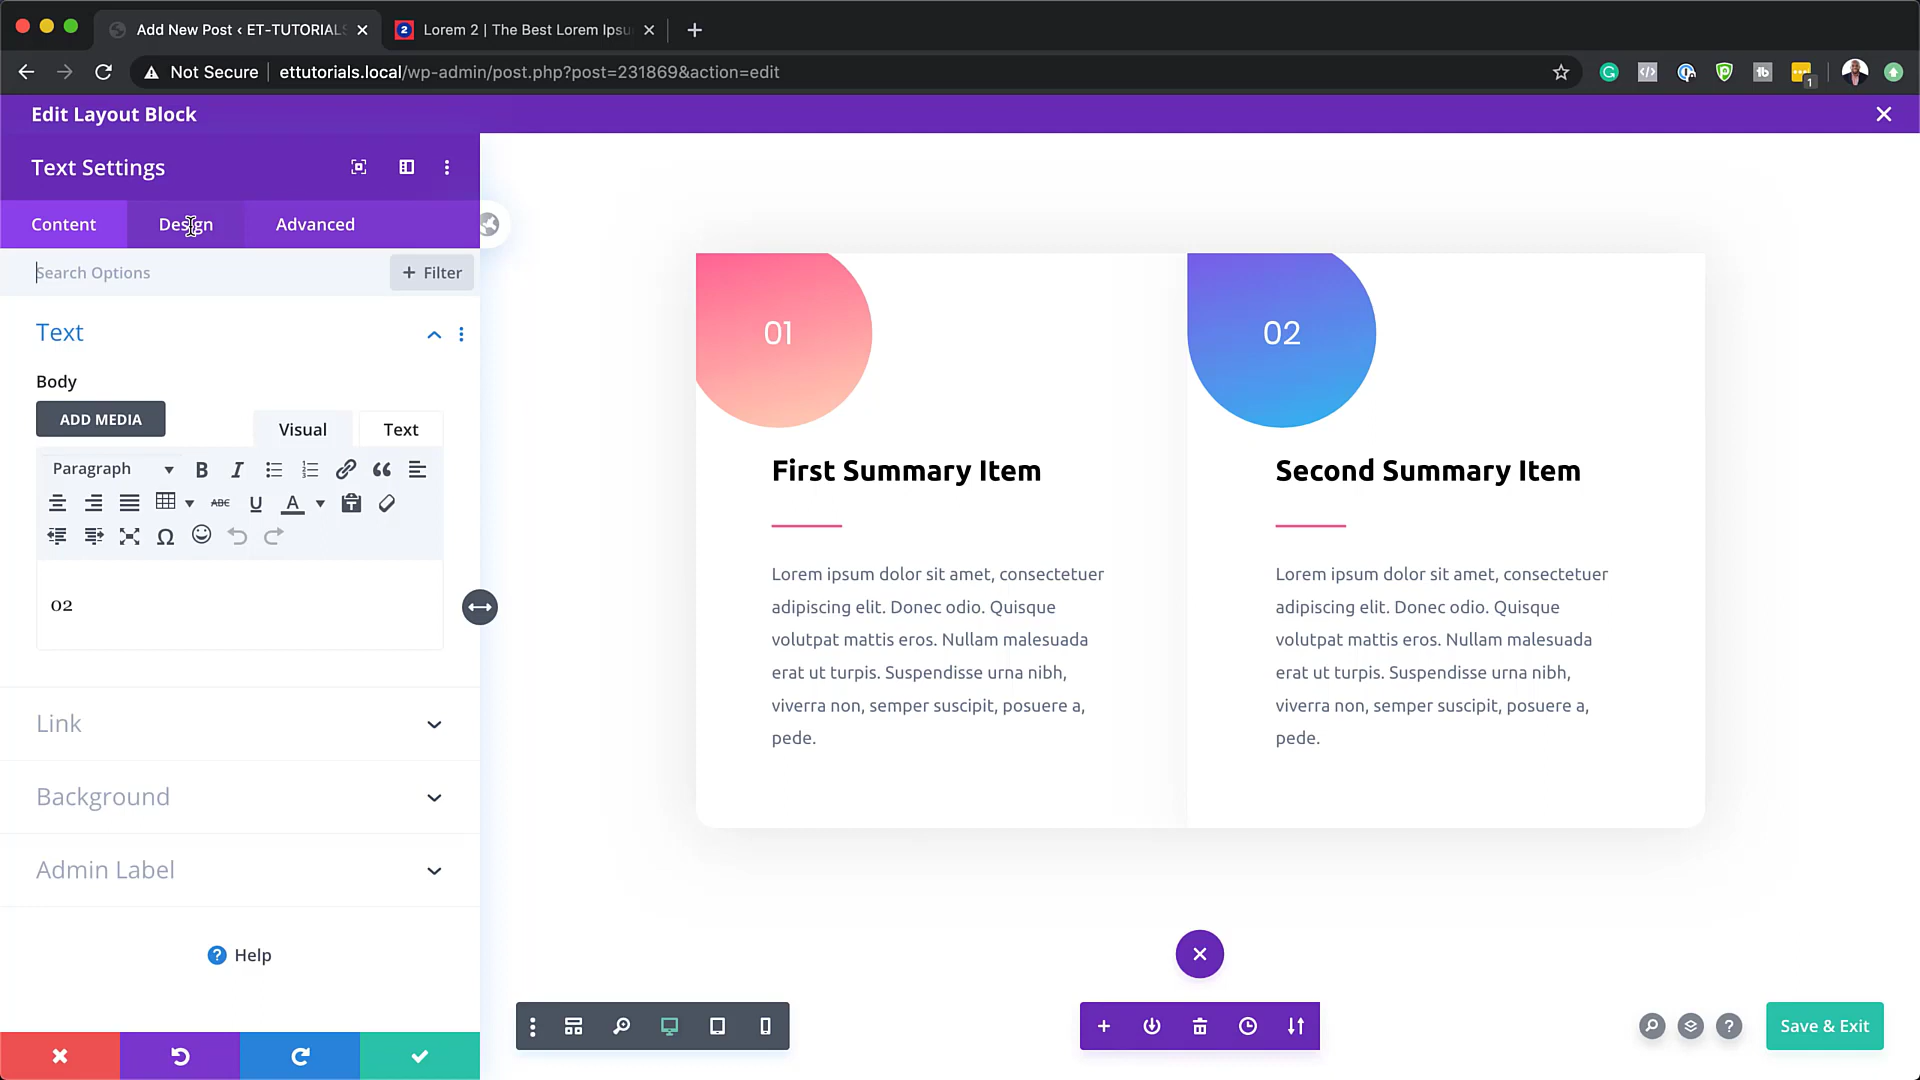 Add New Post ‹ ET-TUTORIALS
2
Lorem 2 | The Best Lorem Ipsu
Not Secure
ettutorials.local/wp-admin/post.php?post=231869&action=edit
1
Edit Layout Block
Text Settings
Content
Design
Advanced
Search Options
+ Filter
Text
Body
ADD MEDIA
Visual
Text
Paragraph
B
I
ABC
U
A
Ω
02
Link
Background
Admin Label
? Help
01
First Summary Item
Lorem ipsum dolor sit amet, consectetuer
adipiscing elit. Donec odio. Quisque
volutpat mattis eros. Nullam malesuada
erat ut turpis. Suspendisse urna nibh,
viverra non, semper suscipit, posuere a,
pede.
02
Second Summary Item
Lorem ipsum dolor sit amet, consectetuer
adipiscing elit. Donec odio. Quisque
volutpat mattis eros. Nullam malesuada
erat ut turpis. Suspendisse urna nibh,
viverra non, semper suscipit, posuere a,
pede.
?
Save & Exit